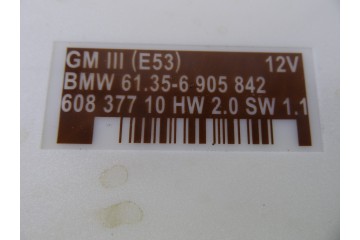 GM III (E53) 12V
BMW 61.35-6 905 842
608 377 10 HW 2.0 SW 1.1